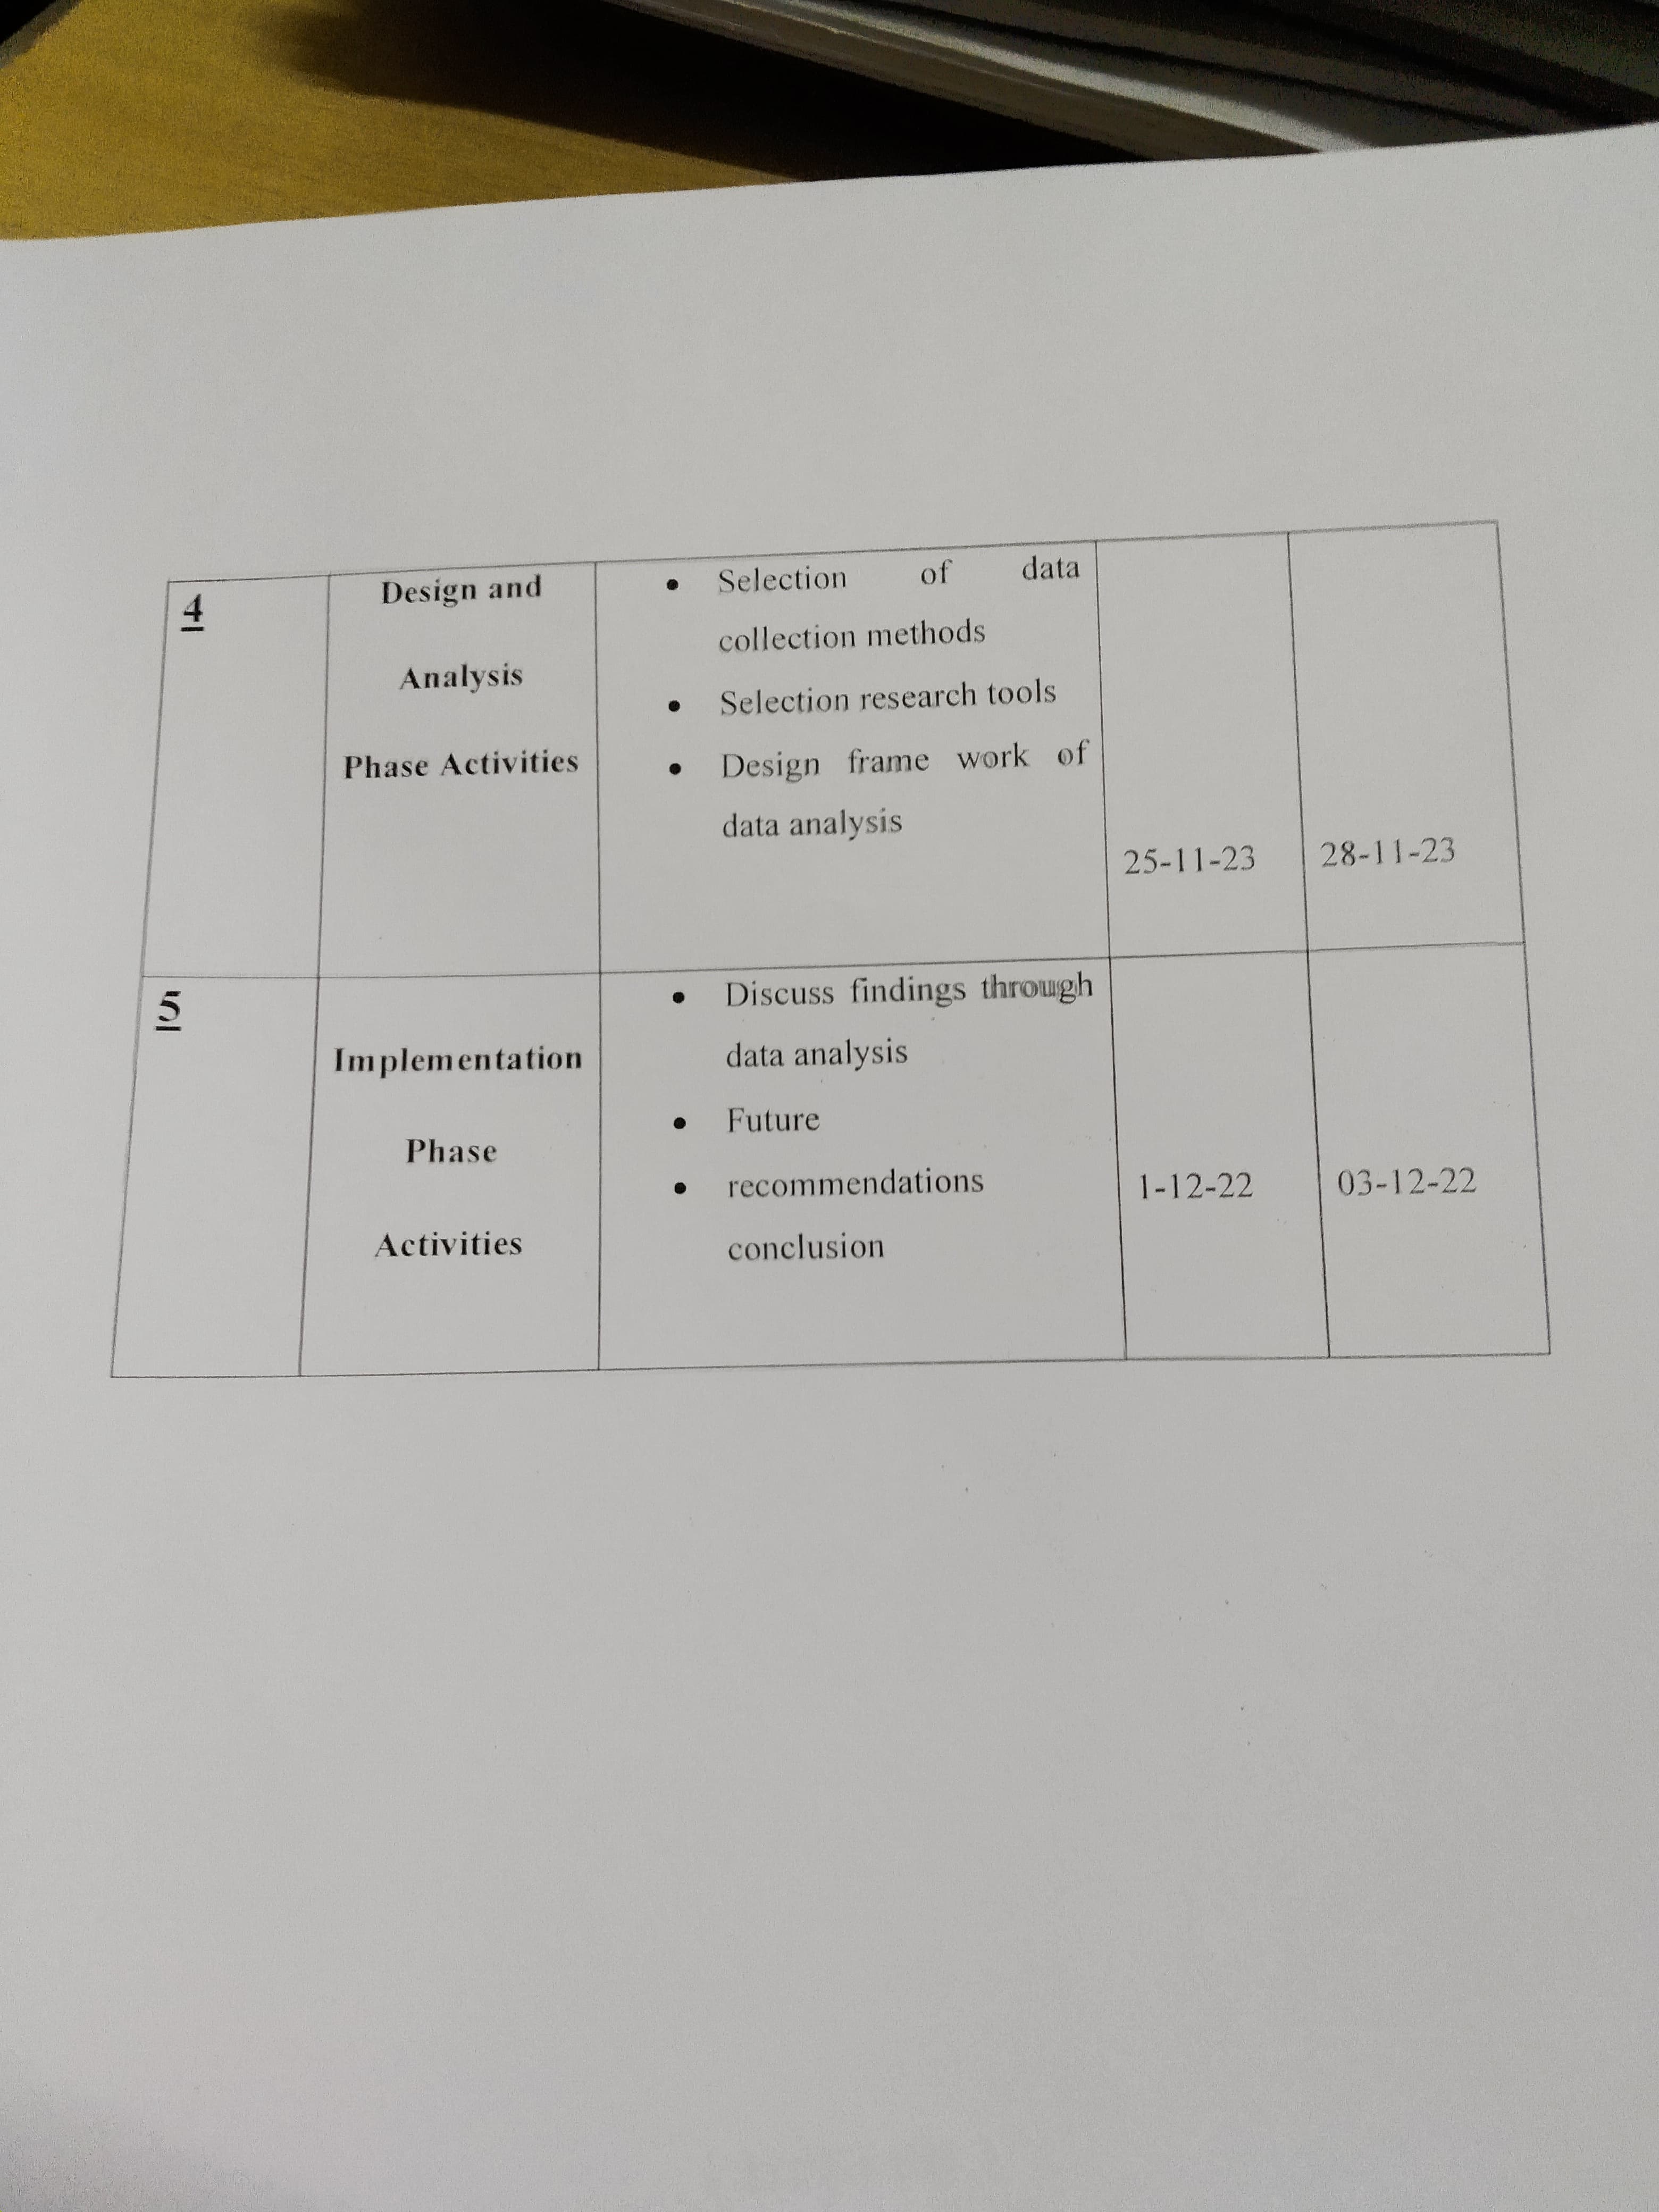 4
Design and
Analysis
Phase Activities
• Selection of data
collection methods
• Selection research tools
• Design frame work of
data analysis
25-11-23
28-11-23
5
Implementation
Phase
Activities
• Discuss findings through
data analysis
• Future
• recommendations
conclusion
1-12-22
03-12-22